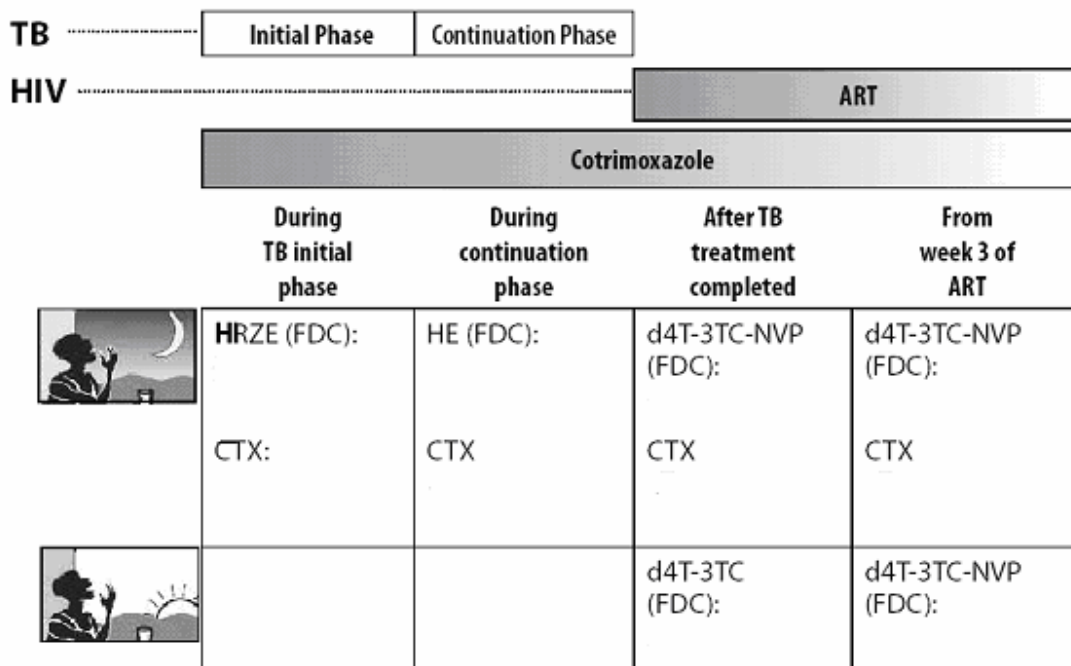 TB
Initial Phase
Continuation Phase
HIV
ART
Cotrimoxazole
During
TB initial
phase
During
continuation
phase
After TB
treatment
completed
From
week 3 of
ART
HRZE (FDC):
HE (FDC):
d4T-3TC-NVP
(FDC):
d4T-3TC-NVP
(FDC):
CTX:
CTX
CTX
CTX
d4T-3TC
(FDC):
d4T-3TC-NVP
(FDC):